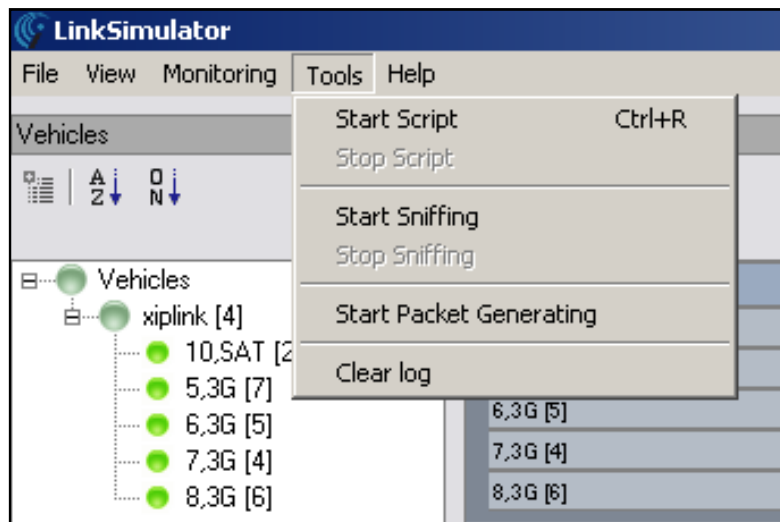 LinkSimulator
File View Monitoring Tools Help
Vehicles
Start Script Ctrl+R
Stop Script
Start Sniffing
Stop Sniffing
Start Packet Generating
Clear log
A
Z
O
N
Vehicles
xiplink [4]
10,SAT [2
5,3G [7]
6,3G [5]
7,3G [4]
8,3G [6]
6,3G [5]
7,3G [4]
8,3G [6]